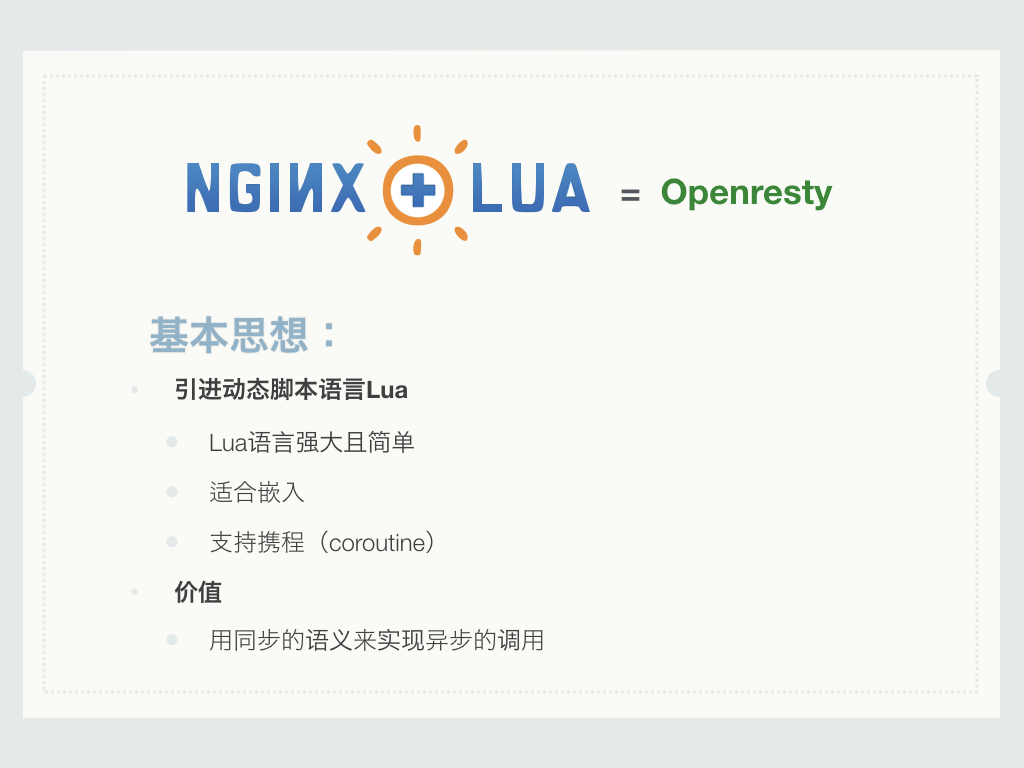 NGINX + LUA = Openresty
基本思想：
引进动态脚本语言Lua
Lua语言强大且简单
适合嵌入
支持携程（coroutine）
价值
用同步的语义来实现异步的调用